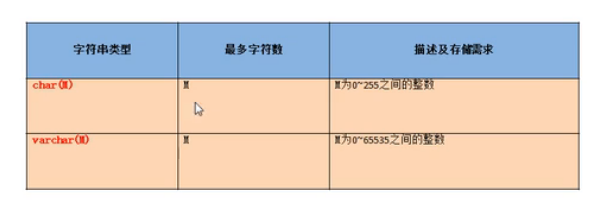 字符串类型 最多字符数 描述及存储需求
char(M) M M为0~255之间的整数
varchar(M) M M为0~65535之间的整数